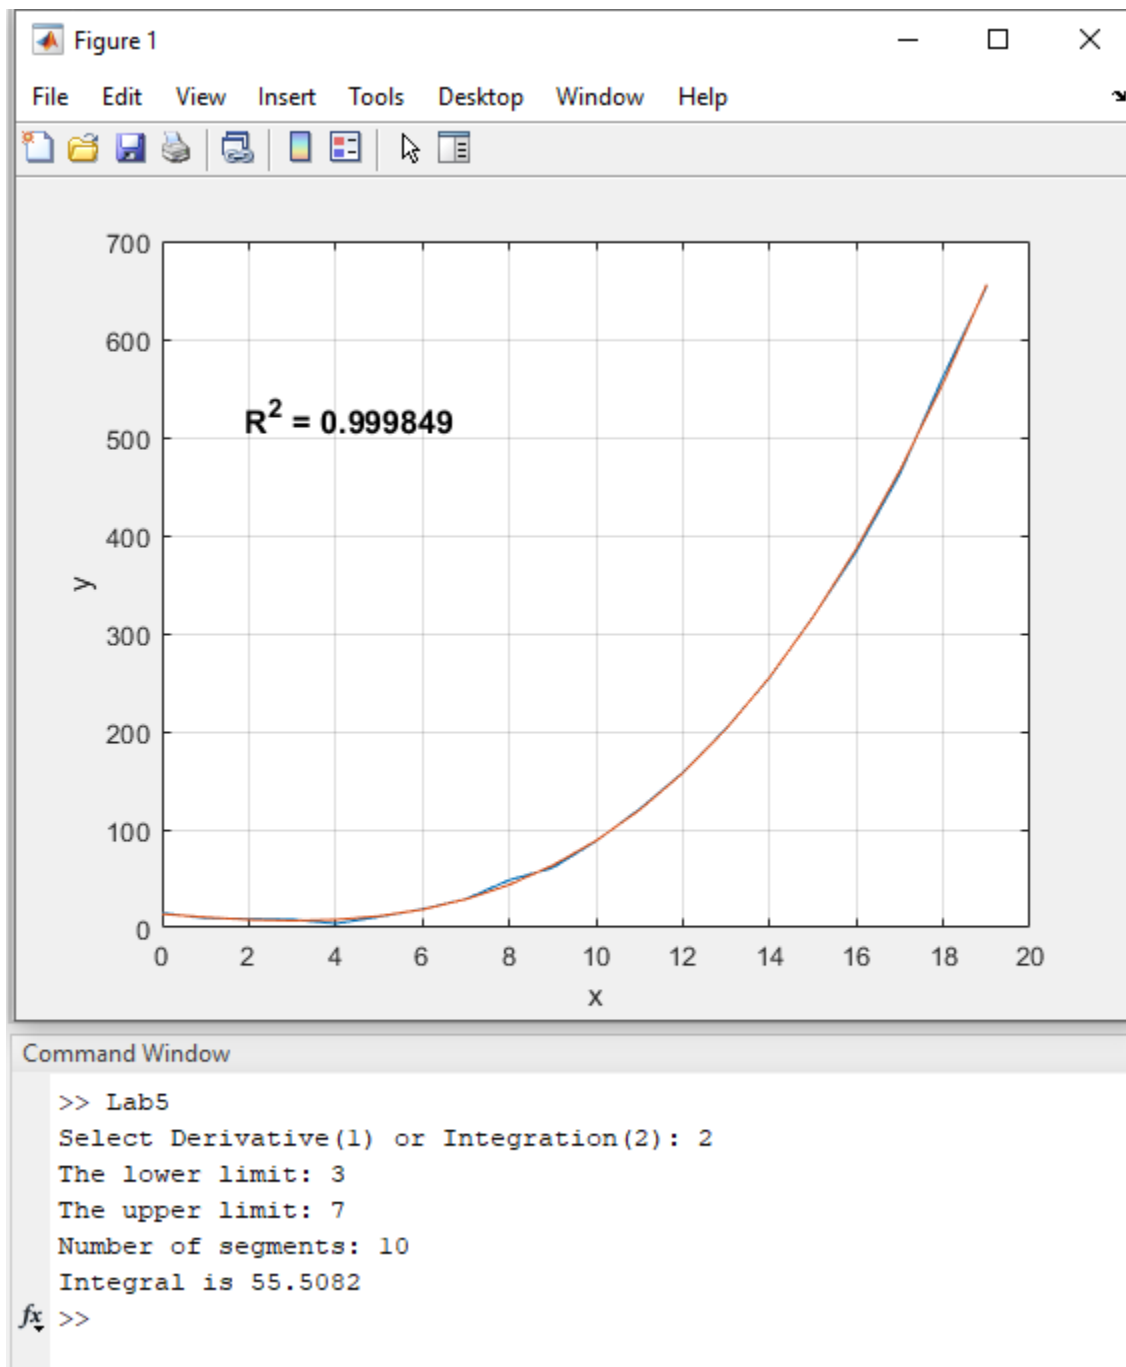 Figure 1
File Edit View Insert Tools Desktop Window Help
700
600
R² = 0.999849
500
400
y
300
200
100
0
0 2 4 6 8 10 12 14 16 18 20
x
Command Window
>> Lab5
Select Derivative(1) or Integration(2): 2
The lower limit: 3
The upper limit: 7
Number of segments: 10
Integral is 55.5082
fx >>